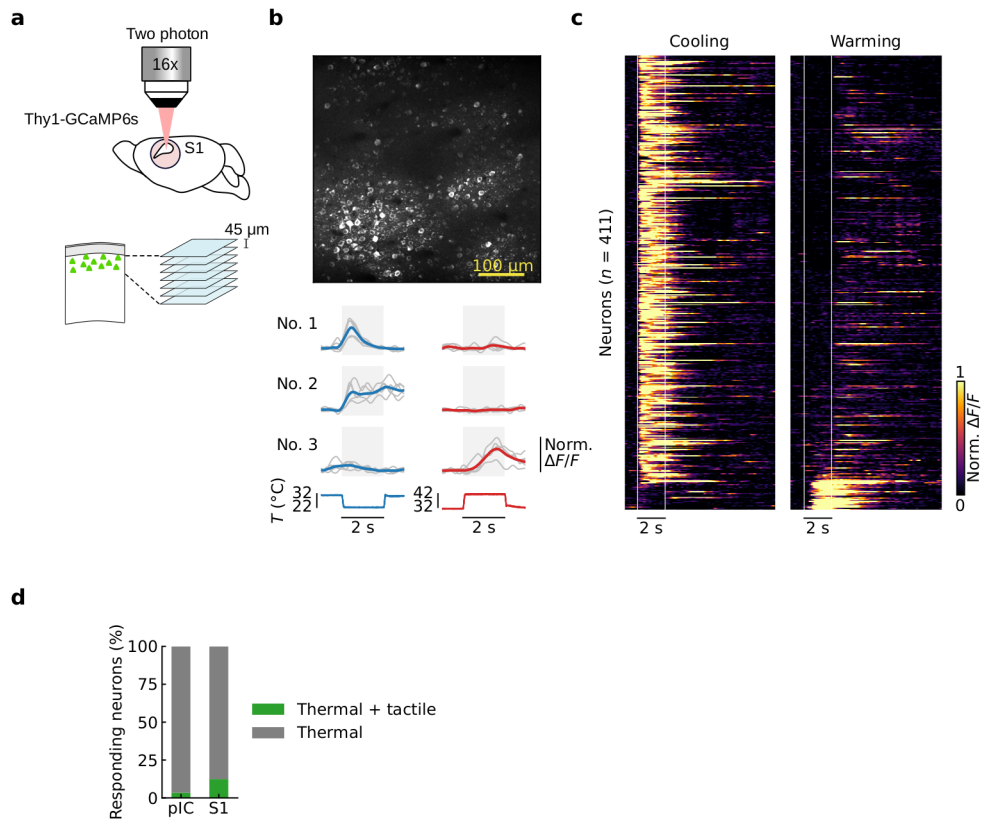 a
Two photon
16x
Thy1-GCaMP6s
S1
45 µm
b
100 µm
No. 1
No. 2
No. 3
Norm.
ΔF/F
T (°C)
32
22
42
32
2 s
2 s
c
Cooling
Warming
Neurons (n = 411)
2 s
2 s
1
0
Norm. ΔF/F
d
Responding neurons (%)
100
75
50
25
0
pIC
S1
Thermal + tactile
Thermal